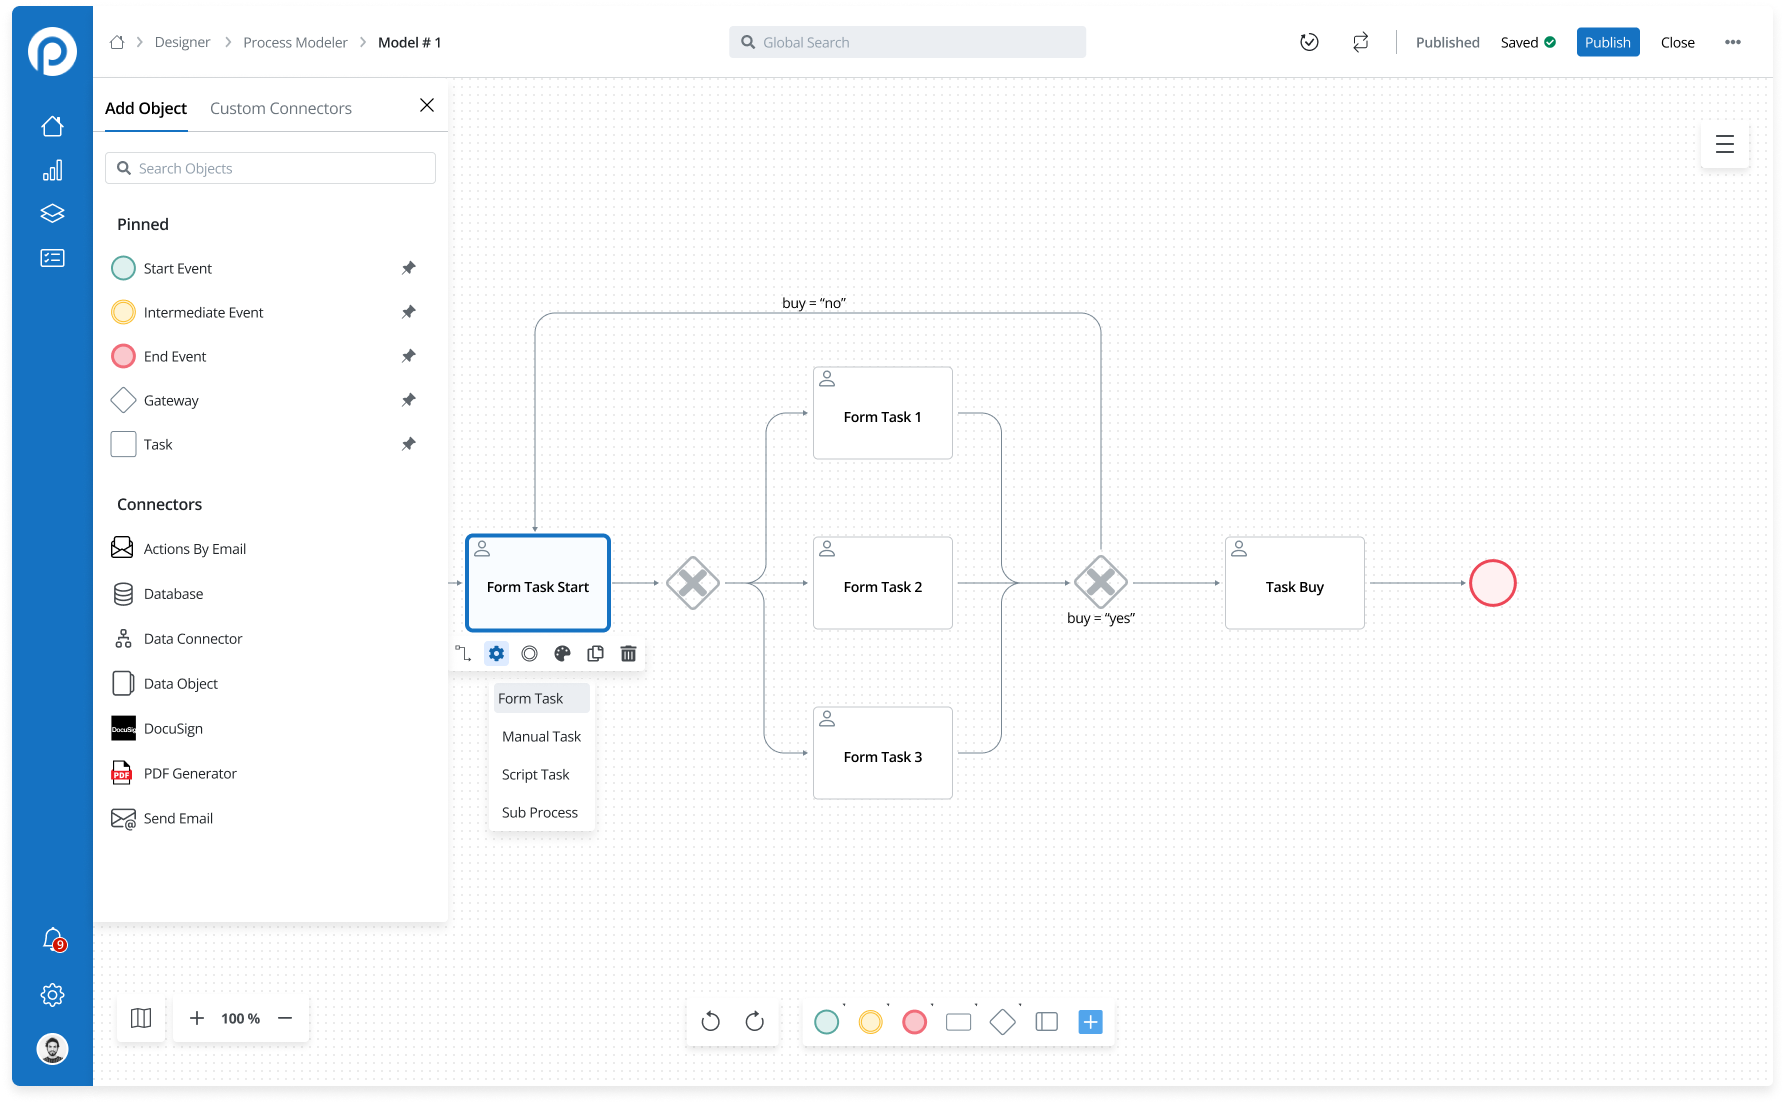 Designer
Process Modeler
Model # 1
Global Search
Published
Saved
Publish
Close
Add Object
Custom Connectors
Search Objects
Pinned
Start Event
Intermediate Event
End Event
Gateway
Task
Connectors
Actions By Email
Database
Data Connector
Data Object
DocuSign
PDF
PDF Generator
Send Email
buy = “no”
Form Task 1
Form Task Start
Form Task 2
buy = “yes”
Task Buy
Form Task 3
Form Task
Manual Task
Script Task
Sub Process
9
100 %